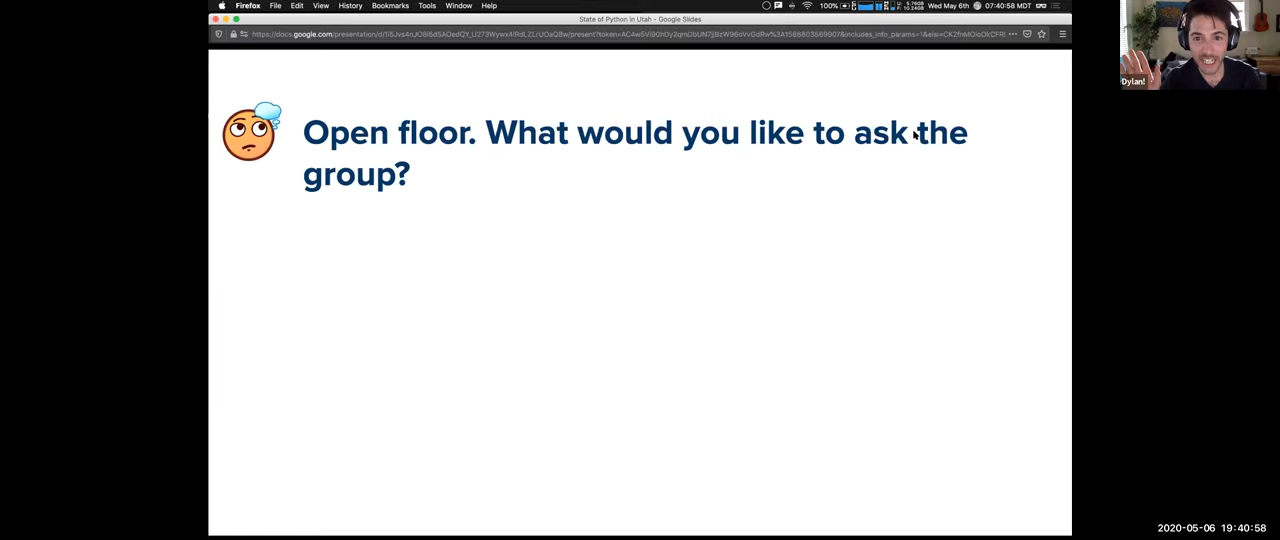 Firefox File Edit View History Bookmarks Tools Window Help 100% Wed May 6th 07:40:58 MDT
State of Python in Utah - Google Slides
Dylan!
Open floor. What would you like to ask the
group?
2020-05-06 19:40:58